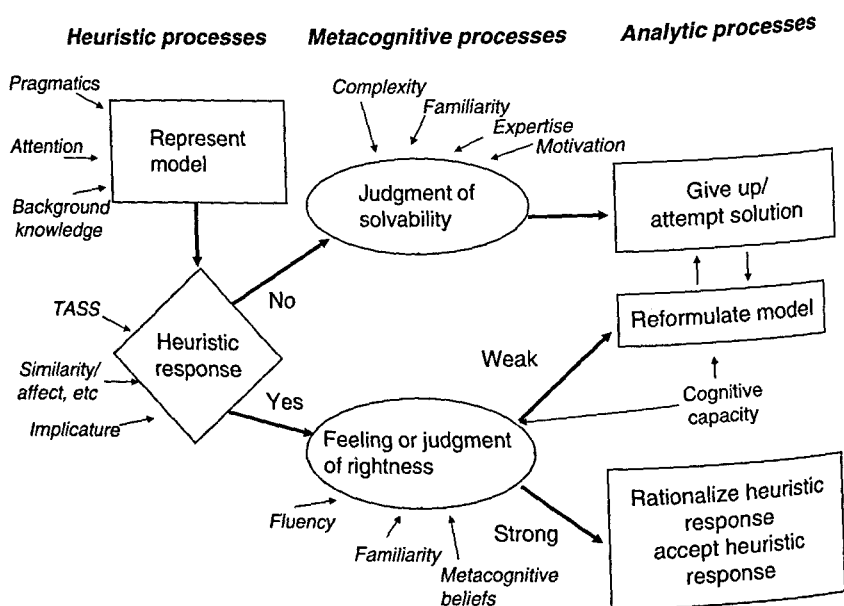 Heuristic processes
Metacognitive processes
Analytic processes
Pragmatics
Attention
Background
knowledge
Represent
model
Complexity
Familiarity
Expertise
Motivation
Judgment of
solvability
Give up/
attempt solution
TASS
Similarity/
affect, etc
Implicature
Heuristic
response
No
Yes
Reformulate model
Weak
Cognitive
capacity
Feeling or judgment
of rightness
Fluency
Familiarity
Metacognitive
beliefs
Strong
Rationalize heuristic
response
accept heuristic
response